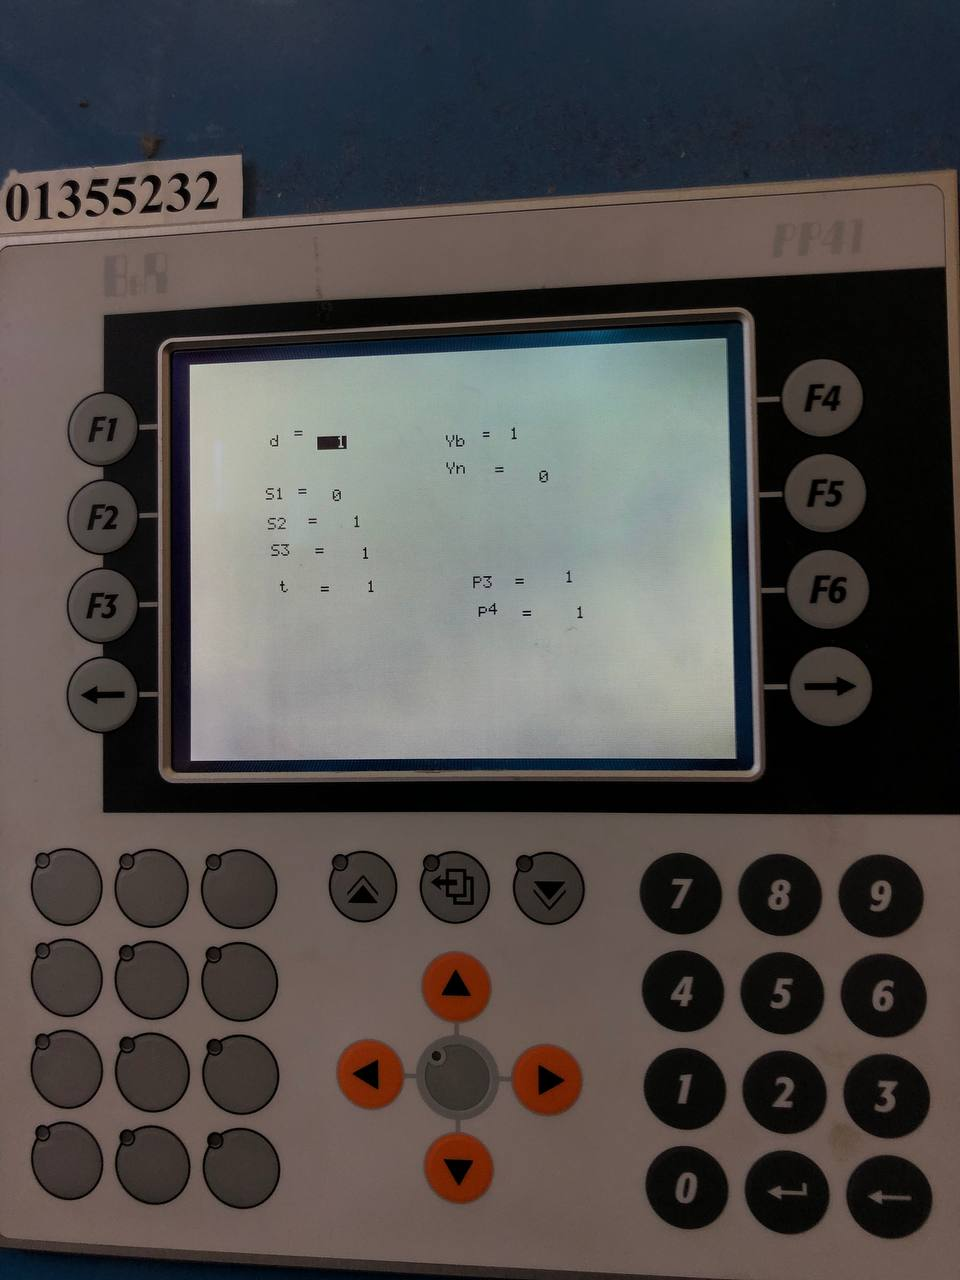 01355232
B&R PP41
F1 F4
d = 1 Yb = 1
Yn = 0
F2 F5
S1 = 0
S2 = 1
S3 = 1
F3 F6
t = 1 P3 = 1
P4 = 1
7 8 9
4 5 6
1 2 3
0